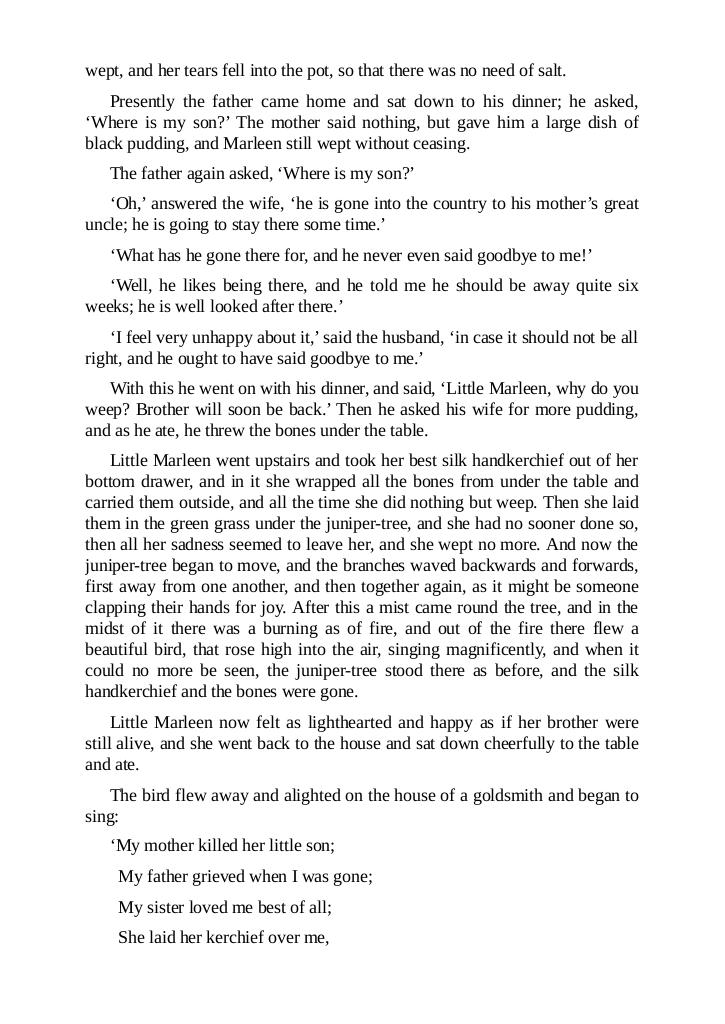 wept, and her tears fell into the pot, so that there was no need of salt.
Presently the father came home and sat down to his dinner; he asked,
‘Where is my son?’ The mother said nothing, but gave him a large dish of
black pudding, and Marleen still wept without ceasing.
The father again asked, ‘Where is my son?’
‘Oh,’ answered the wife, ‘he is gone into the country to his mother’s great
uncle; he is going to stay there some time.’
‘What has he gone there for, and he never even said goodbye to me!’
‘Well, he likes being there, and he told me he should be away quite six
weeks; he is well looked after there.’
‘I feel very unhappy about it,’ said the husband, ‘in case it should not be all
right, and he ought to have said goodbye to me.’
With this he went on with his dinner, and said, ‘Little Marleen, why do you
weep? Brother will soon be back.’ Then he asked his wife for more pudding,
and as he ate, he threw the bones under the table.
Little Marleen went upstairs and took her best silk handkerchief out of her
bottom drawer, and in it she wrapped all the bones from under the table and
carried them outside, and all the time she did nothing but weep. Then she laid
them in the green grass under the juniper-tree, and she had no sooner done so,
then all her sadness seemed to leave her, and she wept no more. And now the
juniper-tree began to move, and the branches waved backwards and forwards,
first away from one another, and then together again, as it might be someone
clapping their hands for joy. After this a mist came round the tree, and in the
midst of it there was a burning as of fire, and out of the fire there flew a
beautiful bird, that rose high into the air, singing magnificently, and when it
could no more be seen, the juniper-tree stood there as before, and the silk
handkerchief and the bones were gone.
Little Marleen now felt as lighthearted and happy as if her brother were
still alive, and she went back to the house and sat down cheerfully to the table
and ate.
The bird flew away and alighted on the house of a goldsmith and began to
sing:
‘My mother killed her little son;
My father grieved when I was gone;
My sister loved me best of all;
She laid her kerchief over me,